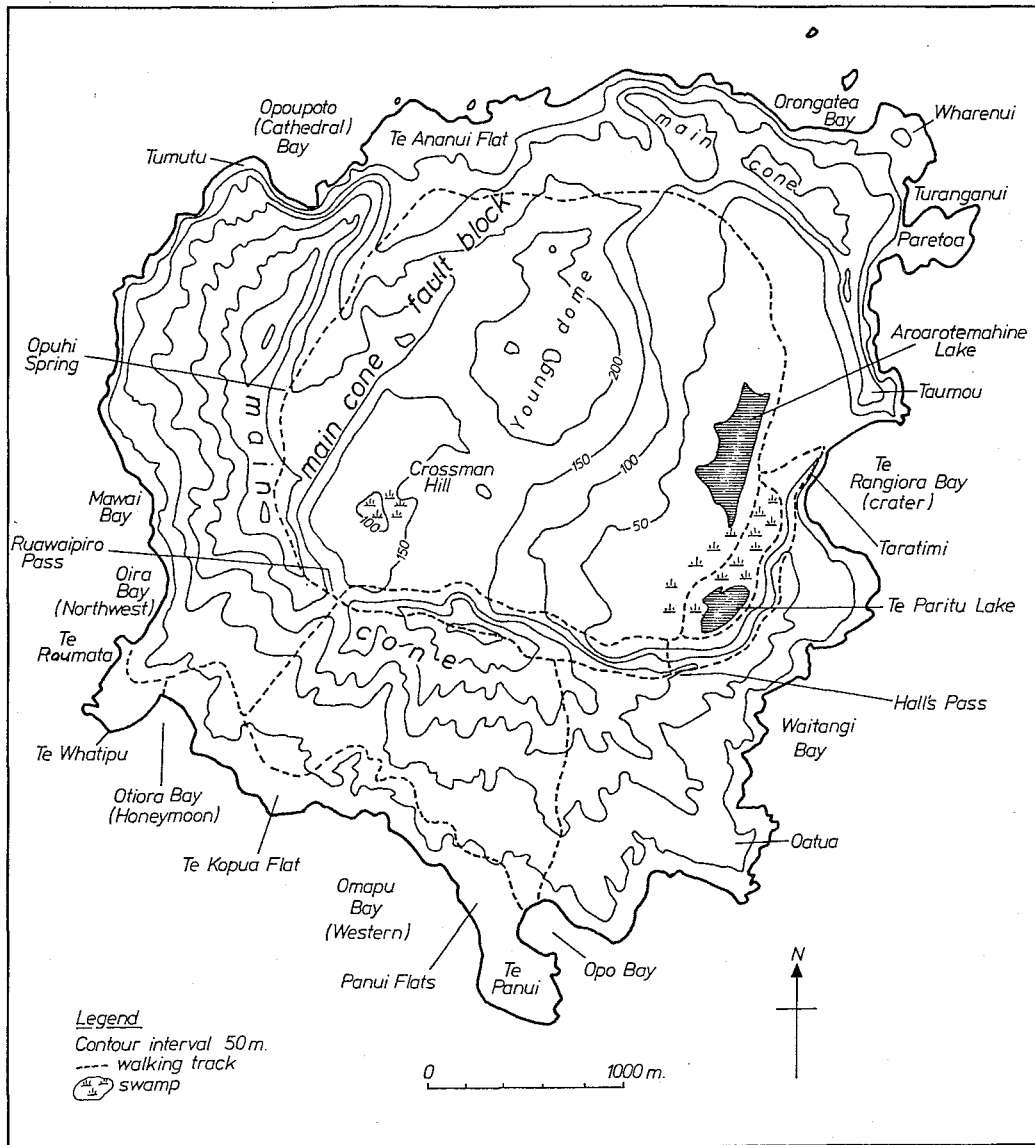 Opoupoto
(Cathedral)
Bay
Te Ananui Flat
Orongatea
Bay
Wharenui
Tumutu
main
cone
Turanganui
Paretoa
main cone fault block
Young dome
200
Aroarotemahine
Lake
Opuhi
Spring
Taumou
main
150
100
Crossman
Hill
Te
Rangiora Bay
(crater)
Mawai
Bay
50
100
150
Taratimi
Ruawaipiro
Pass
Oira
Bay
(Northwest)
Te Paritu Lake
Te
Raumata
cone
Hall's Pass
Waitangi
Bay
Te Whatipu
Otiora Bay
(Honeymoon)
Oatua
Te Kopua Flat
Omapu
Bay
(Western)
N
Panui Flats
Te
Panui
Opo Bay
Legend
Contour interval 50m.
walking track
swamp
0 1000 m.